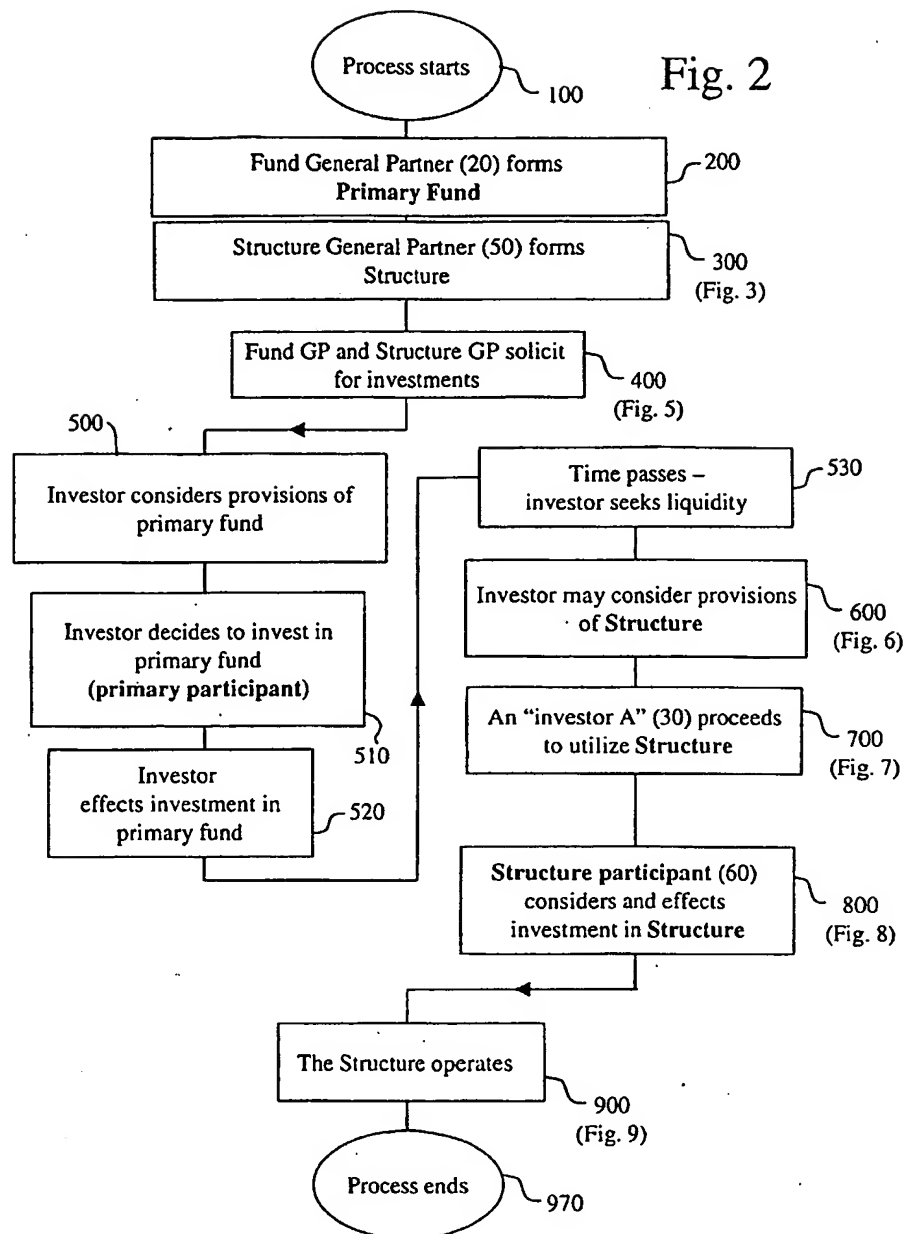 Fig. 2
Process starts
100
Fund General Partner (20) forms
Primary Fund
200
Structure General Partner (50) forms
Structure
300
(Fig. 3)
Fund GP and Structure GP solicit
for investments
400
(Fig. 5)
500
Investor considers provisions of
primary fund
Investor decides to invest in
primary fund
(primary participant)
510
Investor
effects investment in
primary fund
520
Time passes –
investor seeks liquidity
530
Investor may consider provisions
of Structure
600
(Fig. 6)
An “investor A” (30) proceeds
to utilize Structure
700
(Fig. 7)
Structure participant (60)
considers and effects
investment in Structure
800
(Fig. 8)
The Structure operates
900
(Fig. 9)
Process ends
970